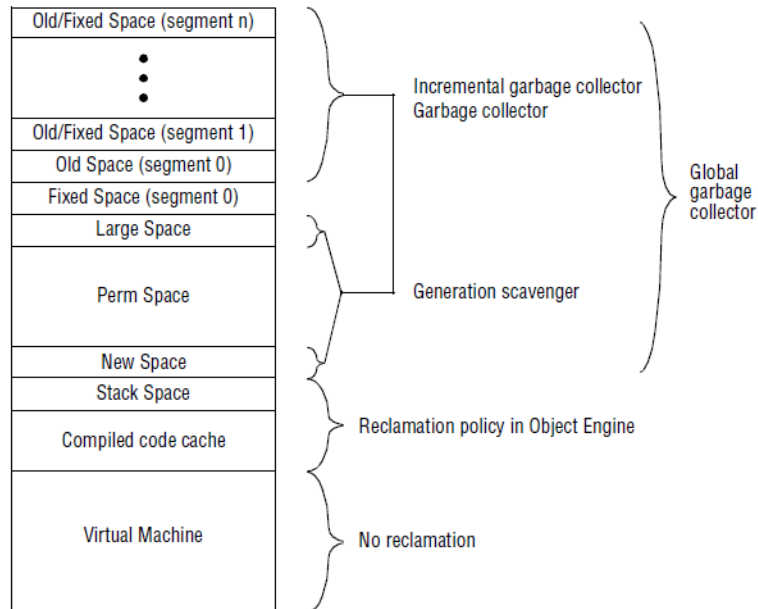 Old/Fixed Space (segment n)
Old/Fixed Space (segment 1)
Old Space (segment 0)
Fixed Space (segment 0)
Large Space
Perm Space
New Space
Stack Space
Compiled code cache
Virtual Machine
Incremental garbage collector
Garbage collector
Generation scavenger
Reclamation policy in Object Engine
No reclamation
Global
garbage
collector